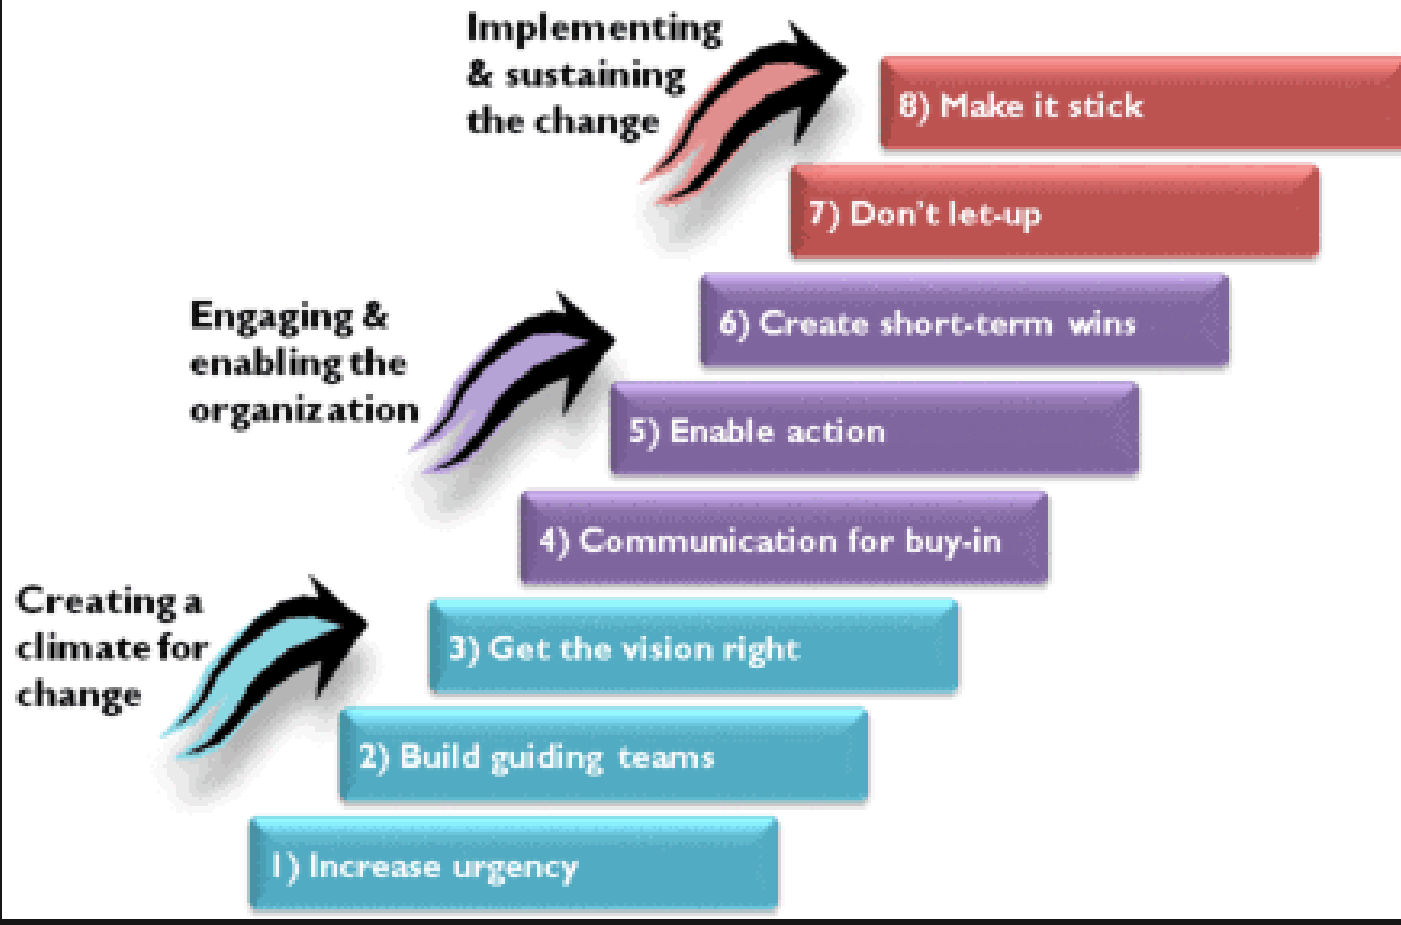 Implementing
& sustaining
the change
8) Make it stick
7) Don't let-up
Engaging &
enabling the
organization
6) Create short-term wins
5) Enable action
4) Communication for buy-in
Creating a
climate for
change
3) Get the vision right
2) Build guiding teams
1) Increase urgency